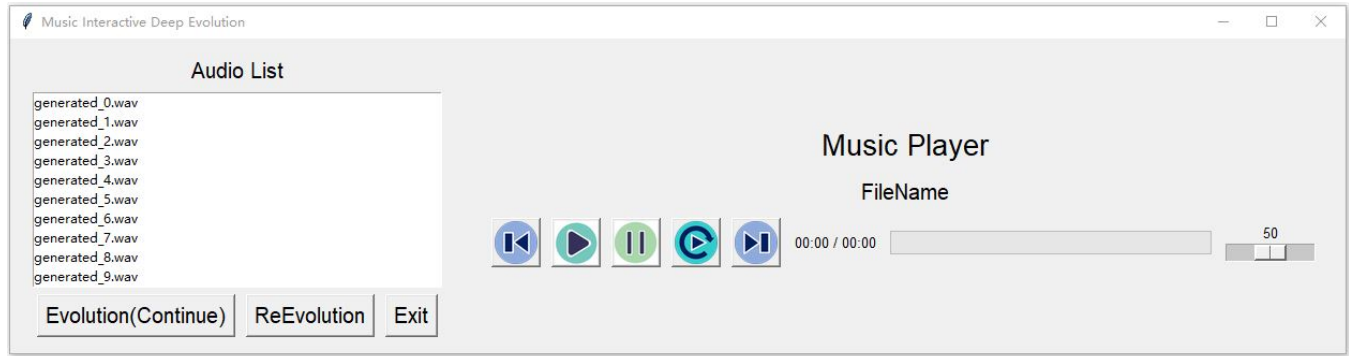 Music Interactive Deep Evolution
Audio List
generated_0.wav
generated_1.wav
generated_2.wav
generated_3.wav
generated_4.wav
generated_5.wav
generated_6.wav
generated_7.wav
generated_8.wav
generated_9.wav
Evolution(Continue) ReEvolution Exit
Music Player
FileName
00:00 / 00:00
50